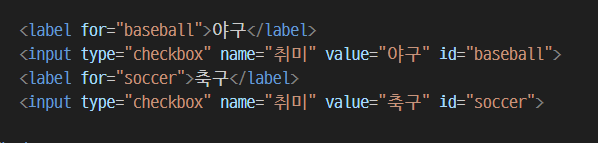 <label for="baseball">야구</label>
<input type="checkbox" name="취미" value="야구" id="baseball">
<label for="soccer">축구</label>
<input type="checkbox" name="취미" value="축구" id="soccer">